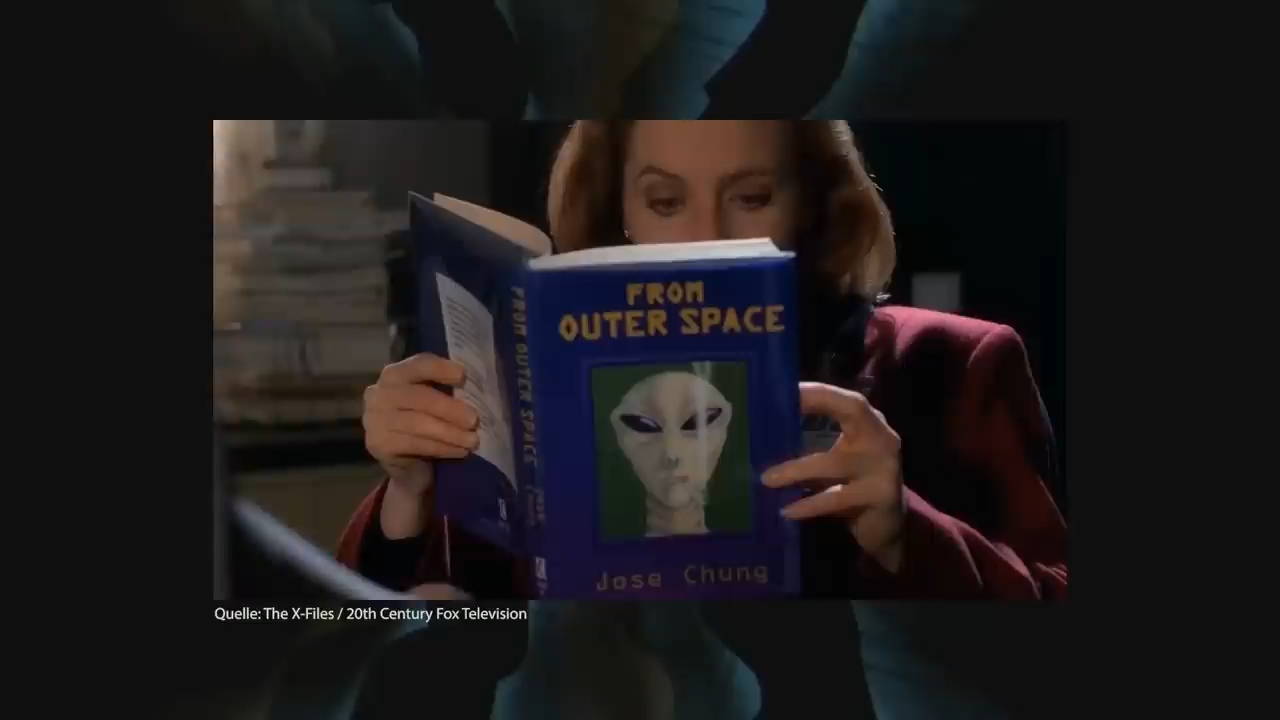 FROM
OUTER SPACE
FROM OUTER SPACE
Jose Chung
Quelle: The X-Files / 20th Century Fox Television